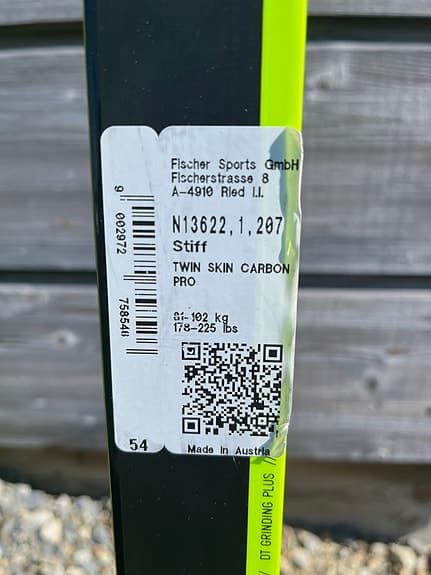 Fischer Sports GmbH
Fischerstrasse 8
A-4910 Ried I.I.
N13622,1,207
Stiff
TWIN SKIN CARBON
PRO
81-102 kg
178-225 lbs
9 002972 758546
54
Made in Austria
/ DT GRINDING PLUS /